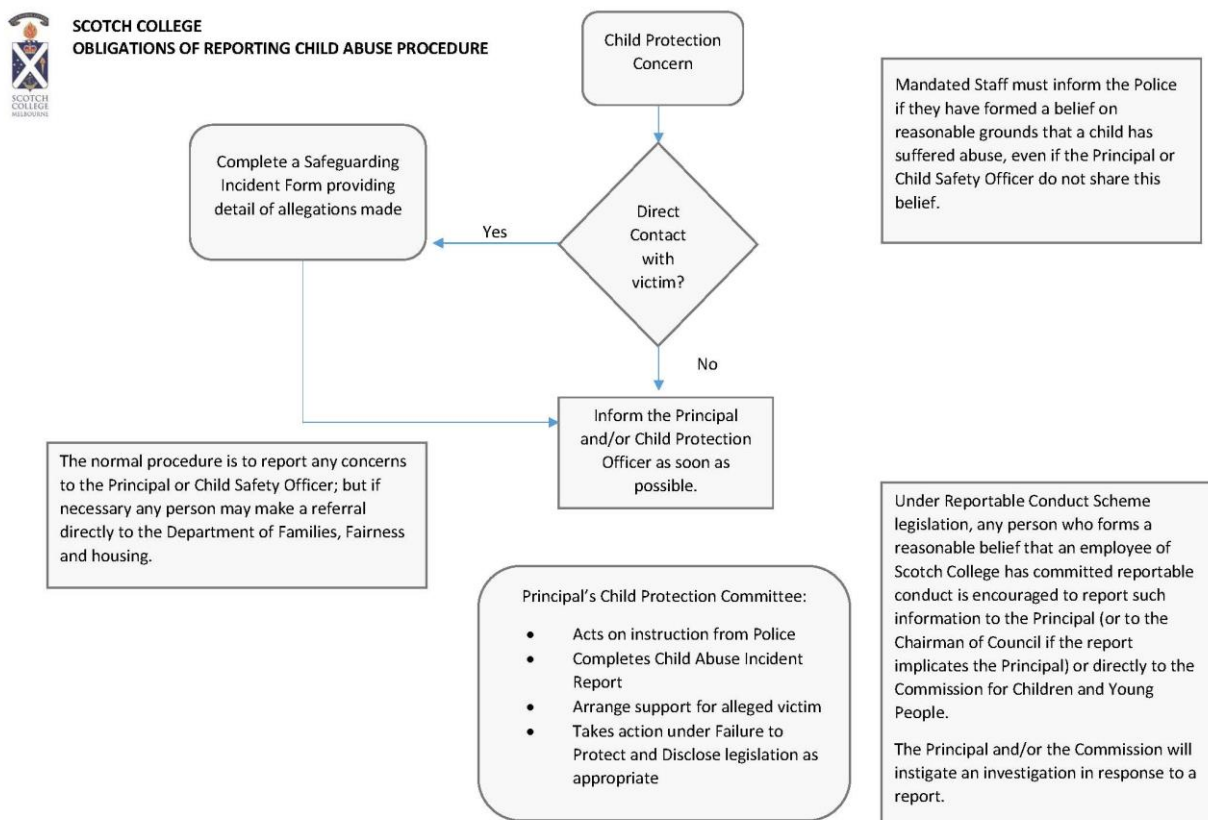 SCOTCH COLLEGE
OBLIGATIONS OF REPORTING CHILD ABUSE PROCEDURE
SCOTCH
COLLEGE
MELBOURNE
Child Protection
Concern
Mandated Staff must inform the Police
if they have formed a belief on
reasonable grounds that a child has
suffered abuse, even if the Principal or
Child Safety Officer do not share this
belief.
Complete a Safeguarding
Incident Form providing
detail of allegations made
Direct
Contact
with
victim?
Yes
No
Inform the Principal
and/or Child Protection
Officer as soon as
possible.
The normal procedure is to report any concerns
to the Principal or Child Safety Officer; but if
necessary any person may make a referral
directly to the Department of Families, Fairness
and housing.
Principal’s Child Protection Committee:
• Acts on instruction from Police
• Completes Child Abuse Incident
Report
• Arrange support for alleged victim
• Takes action under Failure to
Protect and Disclose legislation as
appropriate
Under Reportable Conduct Scheme
legislation, any person who forms a
reasonable belief that an employee of
Scotch College has committed reportable
conduct is encouraged to report such
information to the Principal (or to the
Chairman of Council if the report
implicates the Principal) or directly to the
Commission for Children and Young
People.
The Principal and/or the Commission will
instigate an investigation in response to a
report.